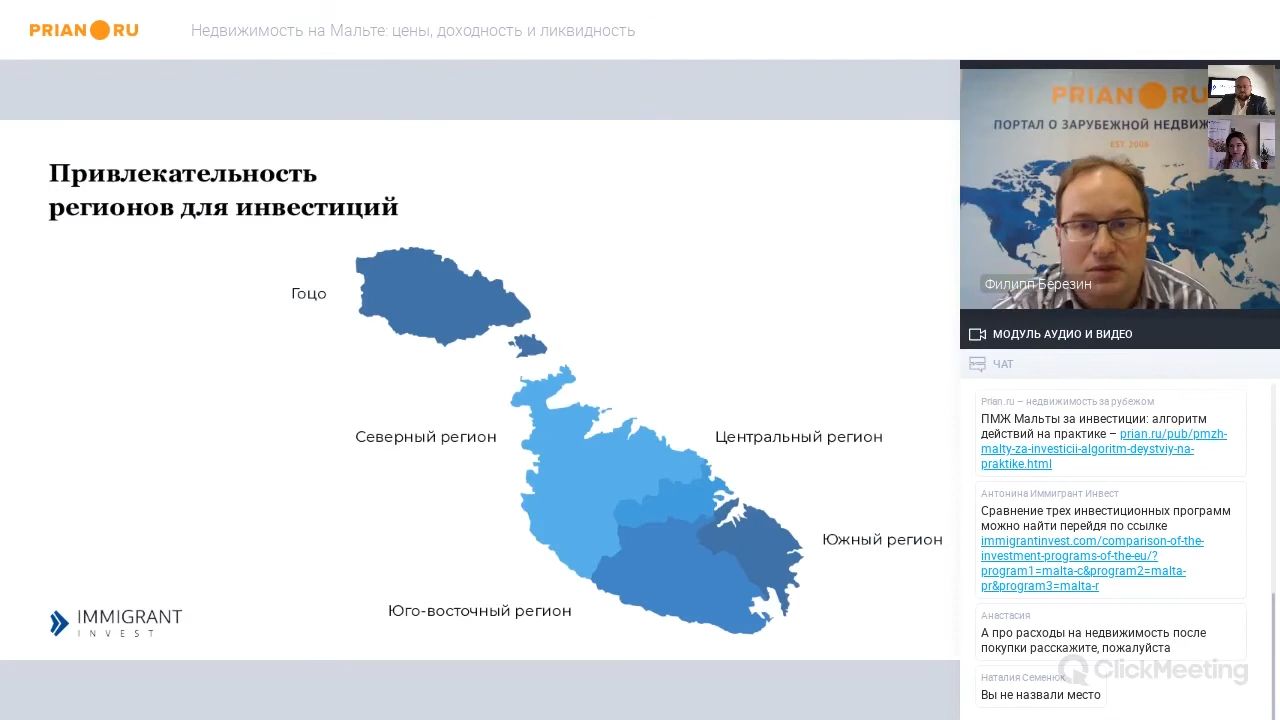 PRIAN RU
Недвижимость на Мальте: цены, доходность и ликвидность
Привлекательность
регионов для инвестиций
Гоцо
Северный регион
Центральный регион
Южный регион
Юго-восточный регион
IMMIGRANT
INVEST
PRIAN RU
ПОРТАЛ О ЗАРУБЕЖНОЙ НЕДВИЖ
EST. 2006
Филипп Березин
МОДУЛЬ АУДИО И ВИДЕО
ЧАТ
Prian.ru – недвижимость за рубежом
ПМЖ Мальты за инвестиции: алгоритм
действий на практике – prian.ru/pub/pmzh-
malty-za-investicii-algoritm-deystviy-na-
praktike.html
Антонина Иммигрант Инвест
Сравнение трех инвестиционных программ
можно найти перейдя по ссылке
immigrantinvest.com/comparison-of-the-
investment-programs-of-the-eu/?
program1=malta-c&program2=malta-
pr&program3=malta-r
Анастасия
А про расходы на недвижимость после
покупки расскажите, пожалуйста
ClickMeeting
Наталия Семенюк
Вы не назвали место